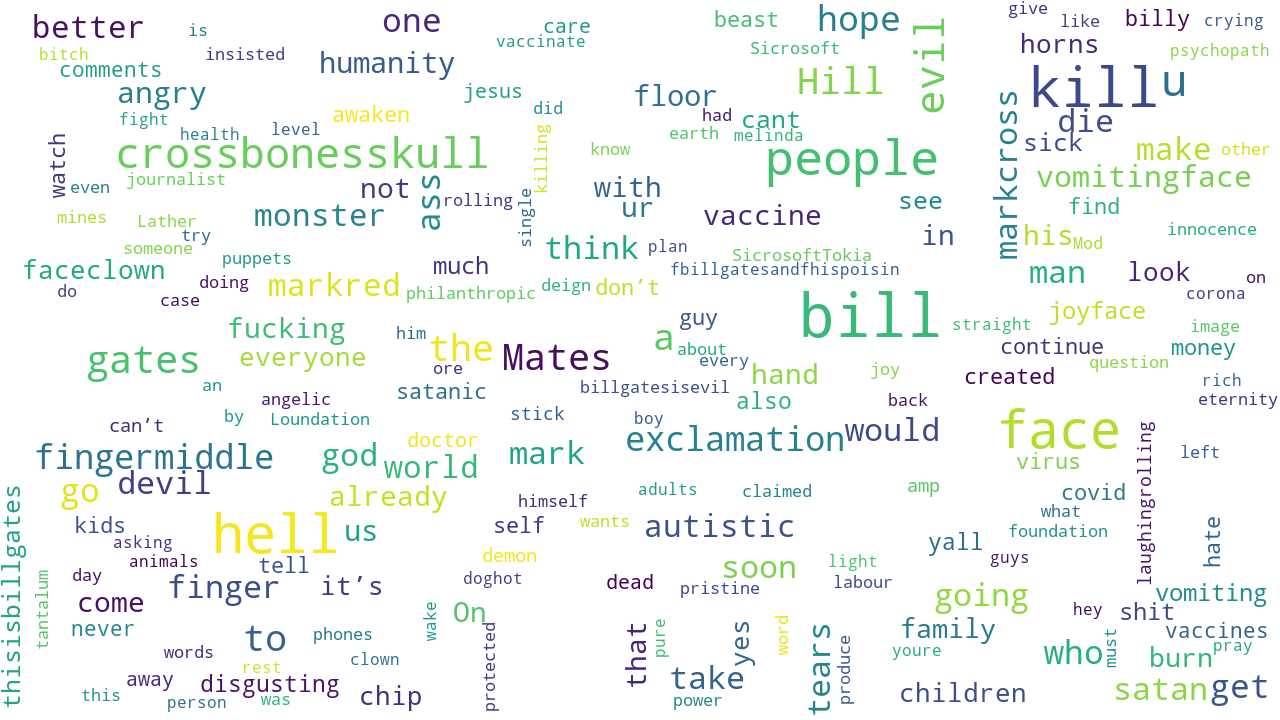 better
is
one
care
beast
hope
give
like
billy
crying
bitch
insisted
vaccinate
Sicrosoft
evil
horns
psychopath
comments
humanity
Hill
kill
u
angry
jesus
floor
awaken
did
had
cant
die
fight
health
level
earth
melinda
markcross
sick
make
other
watch
crossbonesskull
killing
know
people
even
journalist
not
ass
rolling
with
vomitingface
mines
Lather
monster
single
ur
vaccine
see
find
innocence
try
someone
puppets
think
plan
SicrosoftTokia
in
his
Mod
faceclown
much
fbillgatesandfhispoisin
man
look
on
do
doing
case
markred
philanthropic
deign
don’t
corona
fucking
him
guy
bill
straight
joyface
image
gates
everyone
the
Mates
a
about
every
continue
question
money
ore
an
satanic
billgatesisevil
hand
joy
created
rich
angelic
also
back
eternity
can’t
by
Loundation
stick
boy
fingermiddle
god
doctor
world
mark
exclamation
would
face
virus
left
laughingrolling
go
devil
already
himself
adults
claimed
amp
covid
what
thisisbillgates
kids
hell
us
self
wants
autistic
foundation
hate
asking
animals
tell
demon
yall
guys
day
finger
it’s
doghot
dead
pristine
soon
light
labour
tantalum
come
On
going
hey
shit
vomiting
never
to
phones
wake
protected
that
pure
yes
word
tears
produce
family
youre
who
must
vaccines
words
rest
clown
burn
pray
this
away
person
disgusting
was
chip
take
power
children
satan
get